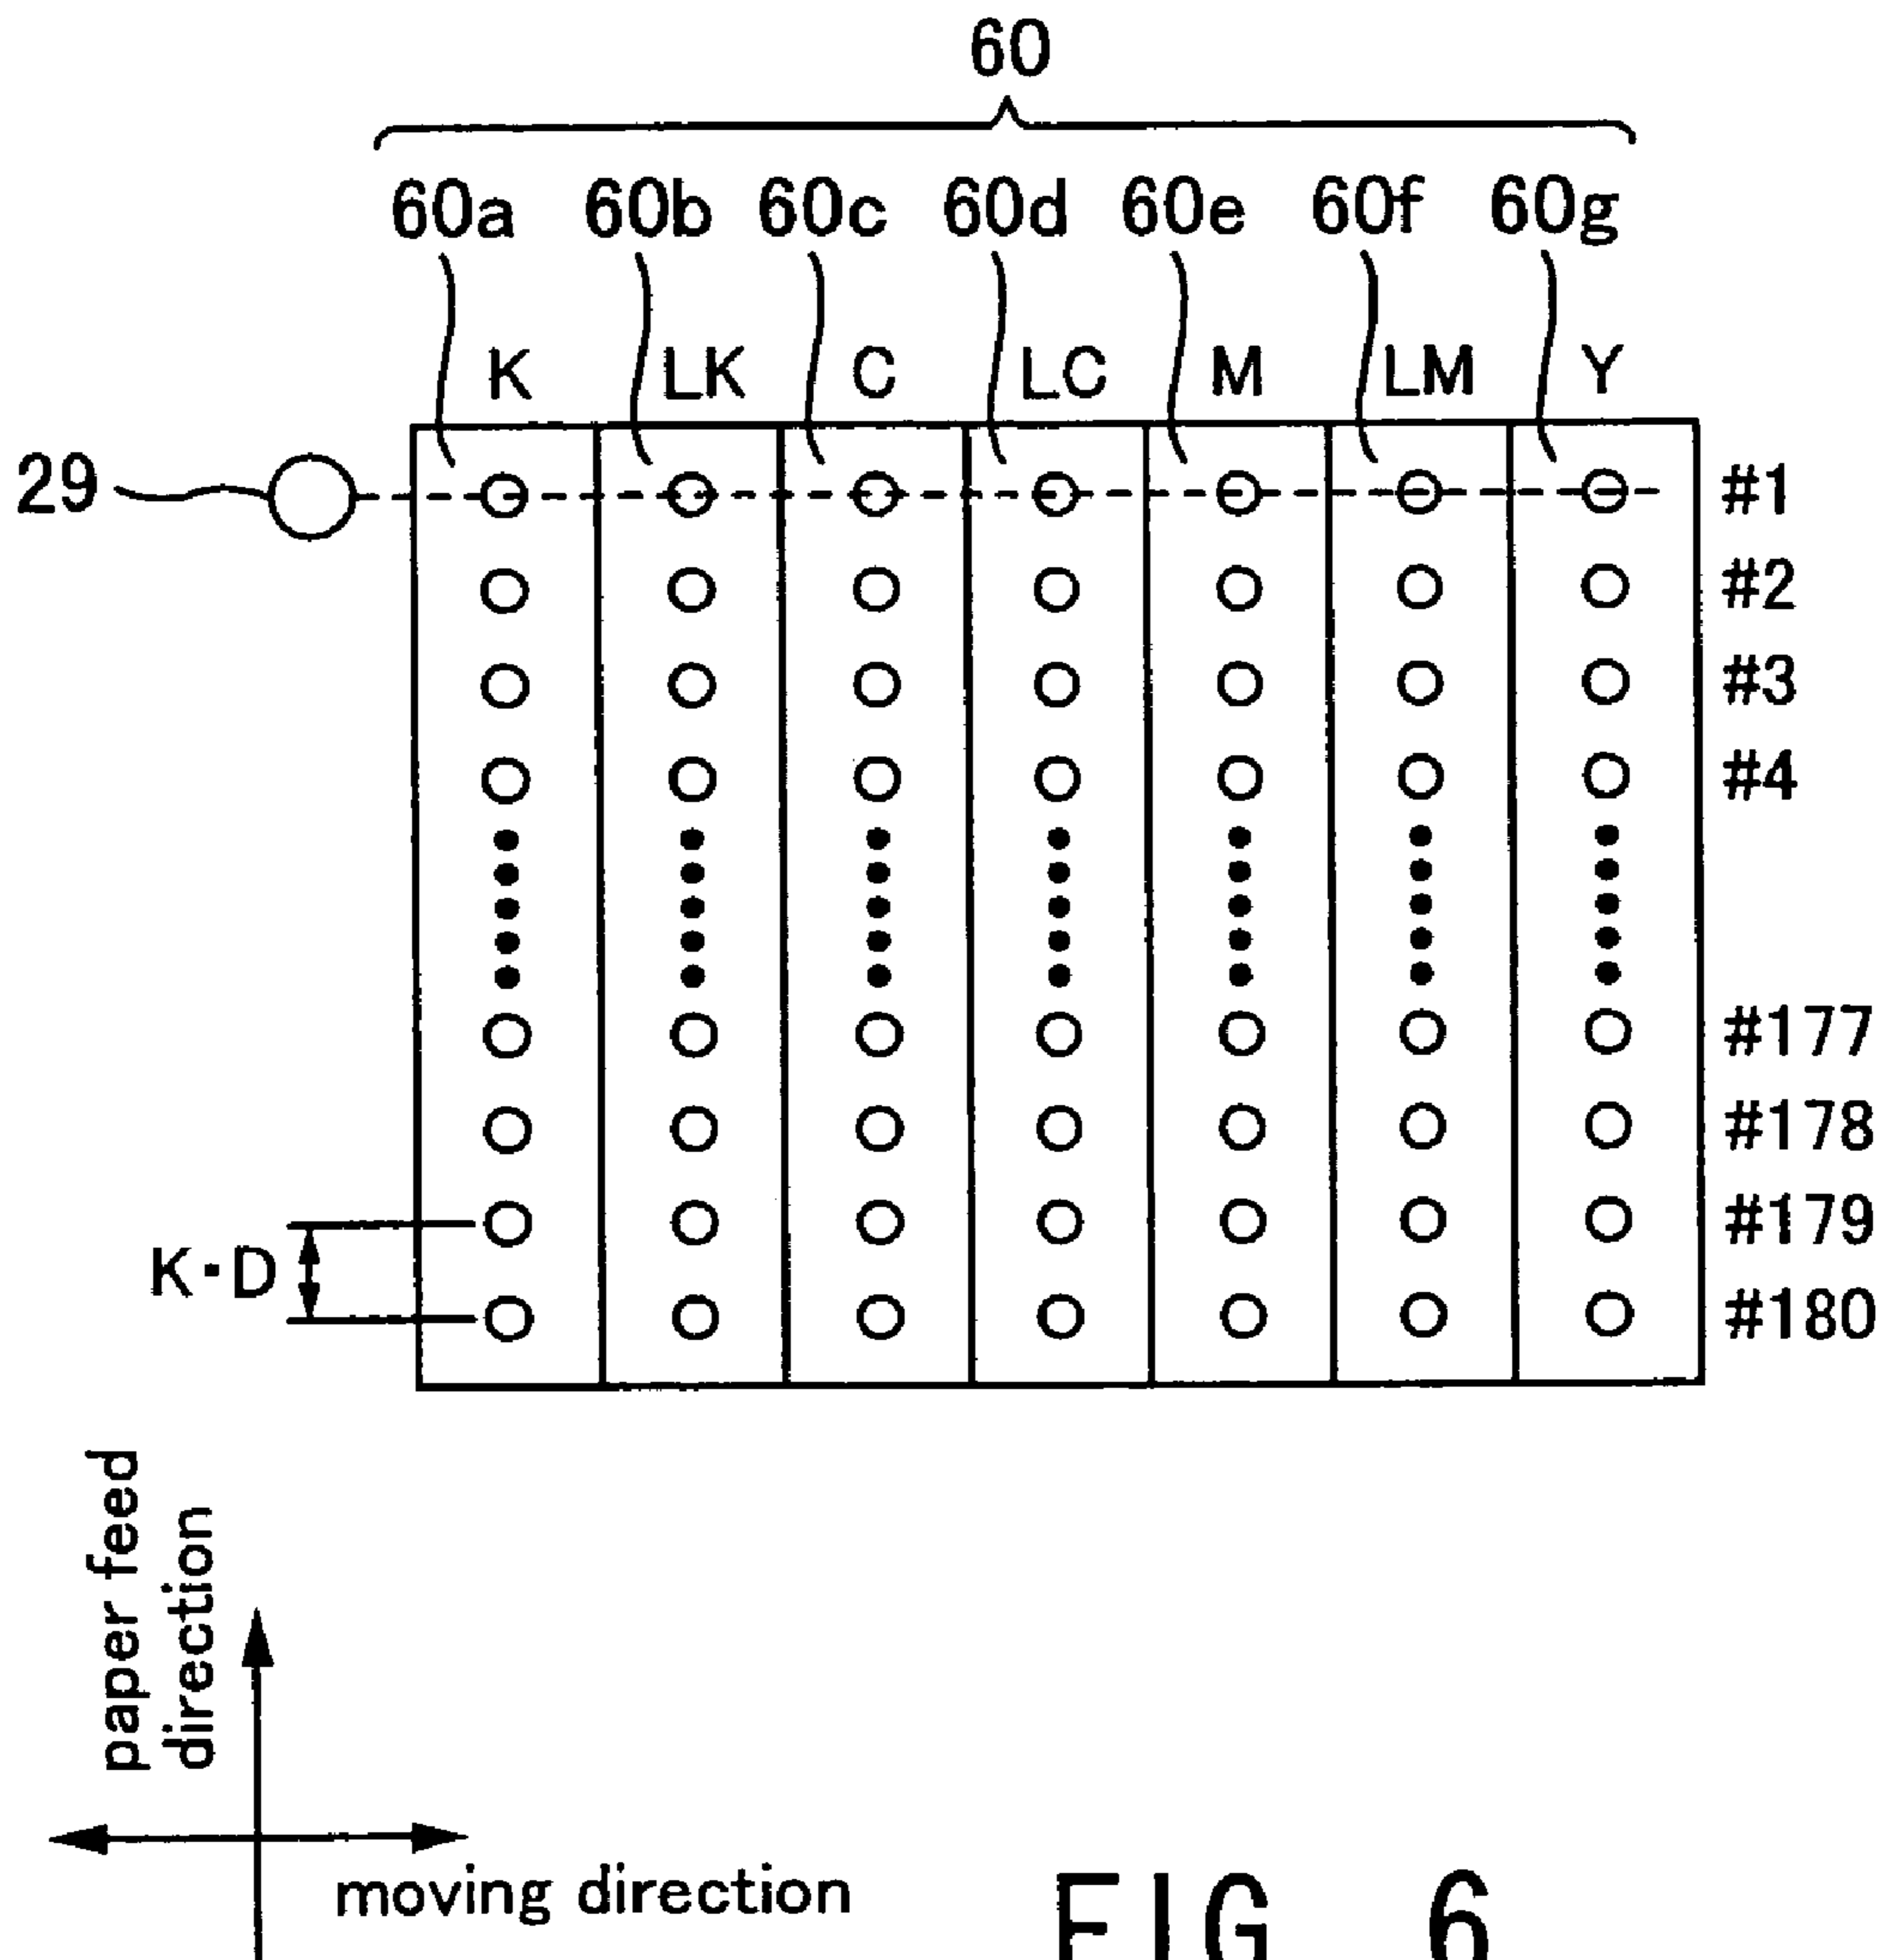 60
60a 60b 60c 60d 60e 60f 60g
K LK C LC M LM Y
29 #1
#2
#3
#4
#177
#178
#179
K·D
#180
paper feed
direction
moving direction
FIG 6